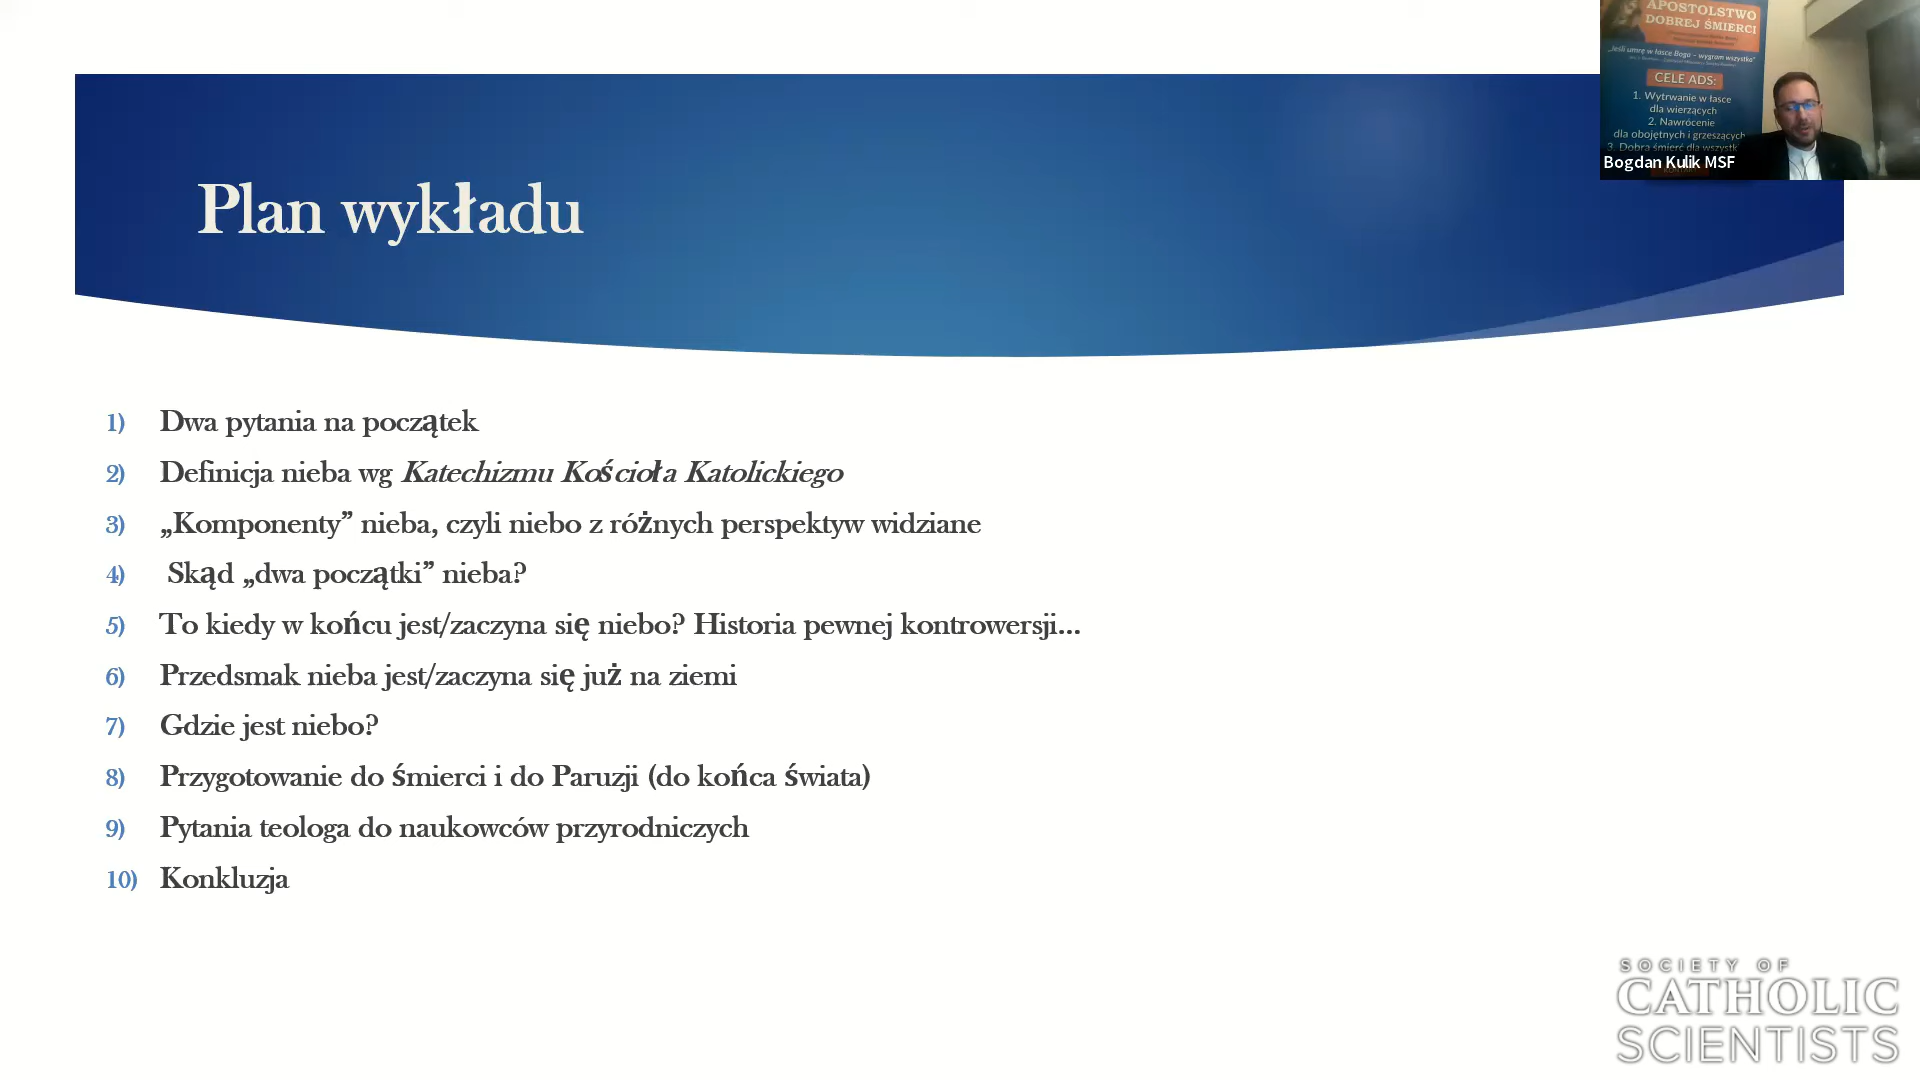 APOSTOLSTWO
DOBREJ ŚMIERCI
„Jeśli umrę w łasce Boga – wygram wszystko”
CELE ADS:
1. Wytrwanie w łasce
dla wierzących
2. Nawrócenie
dla obojętnych i grzeszących
3. Dobra śmierć dla
Bogdan Kulik MSF
Plan wykładu
1) Dwa pytania na początek
2) Definicja nieba wg Katechizmu Kościoła Katolickiego
3) „Komponenty” nieba, czyli niebo z różnych perspektyw widziane
4) Skąd „dwa początki” nieba?
5) To kiedy w końcu jest/zaczyna się niebo? Historia pewnej kontrowersji...
6) Przedsmak nieba jest/zaczyna się już na ziemi
7) Gdzie jest niebo?
8) Przygotowanie do śmierci i do Paruzji (do końca świata)
9) Pytania teologa do naukowców przyrodniczych
10) Konkluzja
SOCIETY OF
CATHOLIC
SCIENTISTS